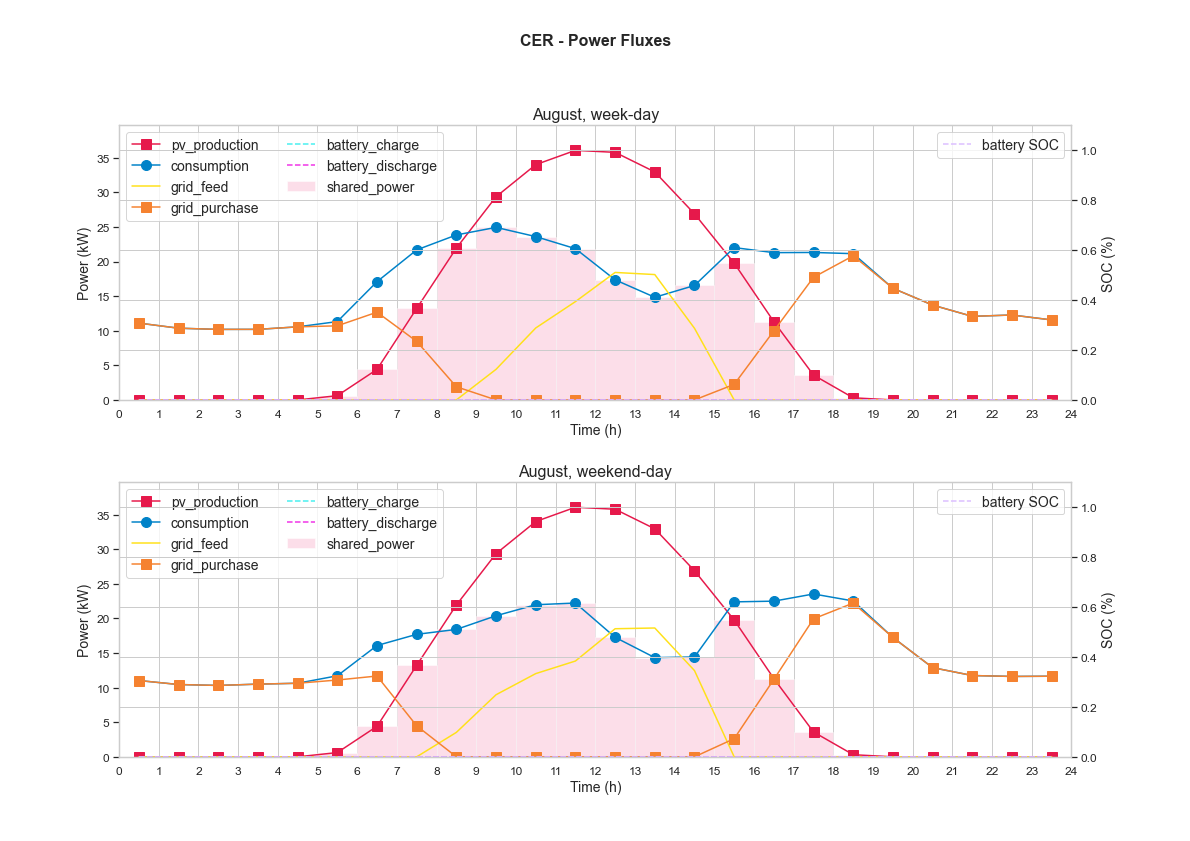 CER - Power Fluxes
August, week-day
pv_production
consumption
grid_feed
grid_purchase
battery_charge
battery_discharge
shared_power
battery SOC
Power (kW)
35
30
25
20
15
10
5
0
SOC (%)
1.0
0.8
0.6
0.4
0.2
0.0
0 1 2 3 4 5 6 7 8 9 10 11 12 13 14 15 16 17 18 19 20 21 22 23 24
Time (h)
August, weekend-day
pv_production
consumption
grid_feed
grid_purchase
battery_charge
battery_discharge
shared_power
battery SOC
Power (kW)
35
30
25
20
15
10
5
0
SOC (%)
1.0
0.8
0.6
0.4
0.2
0.0
0 1 2 3 4 5 6 7 8 9 10 11 12 13 14 15 16 17 18 19 20 21 22 23 24
Time (h)